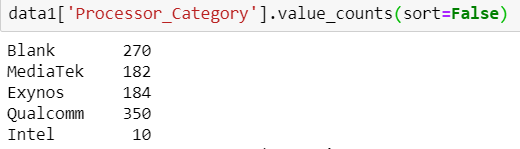 data1['Processor_Category'].value_counts(sort=False)
Blank 270
MediaTek 182
Exynos 184
Qualcomm 350
Intel 10